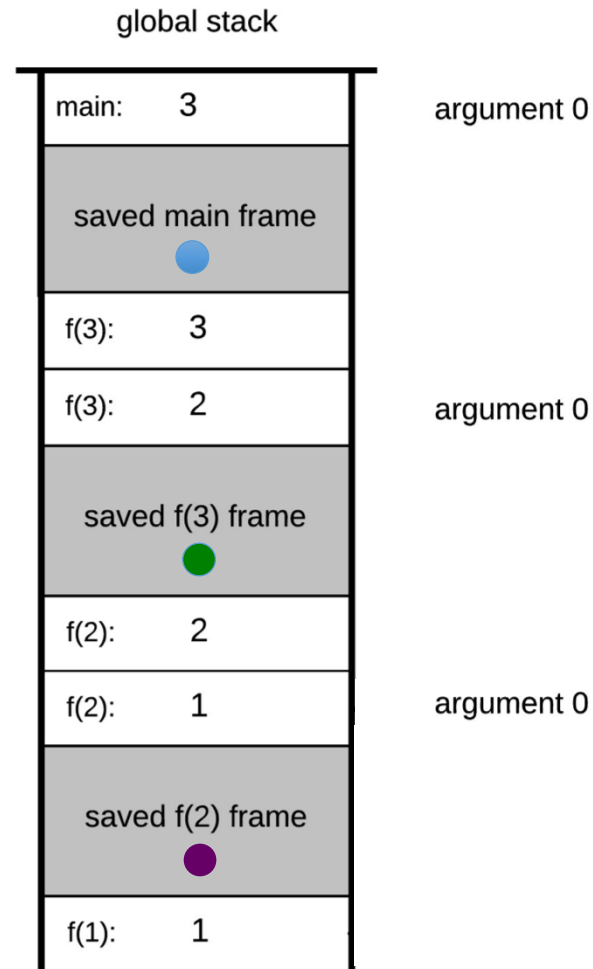 global stack
main: 3 argument 0
saved main frame
f(3): 3
f(3): 2 argument 0
saved f(3) frame
f(2): 2
f(2): 1 argument 0
saved f(2) frame
f(1): 1